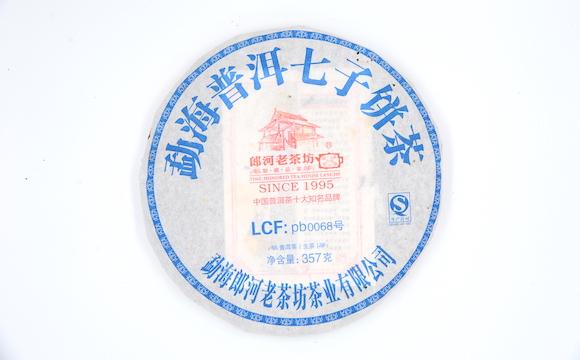 勐海普洱七子饼茶
®
郎河老茶坊
SINCE 1995
中国普洱茶十大知名品牌
LCF: pb0068号
净含量: 357克
勐海郎河老茶坊茶业有限公司